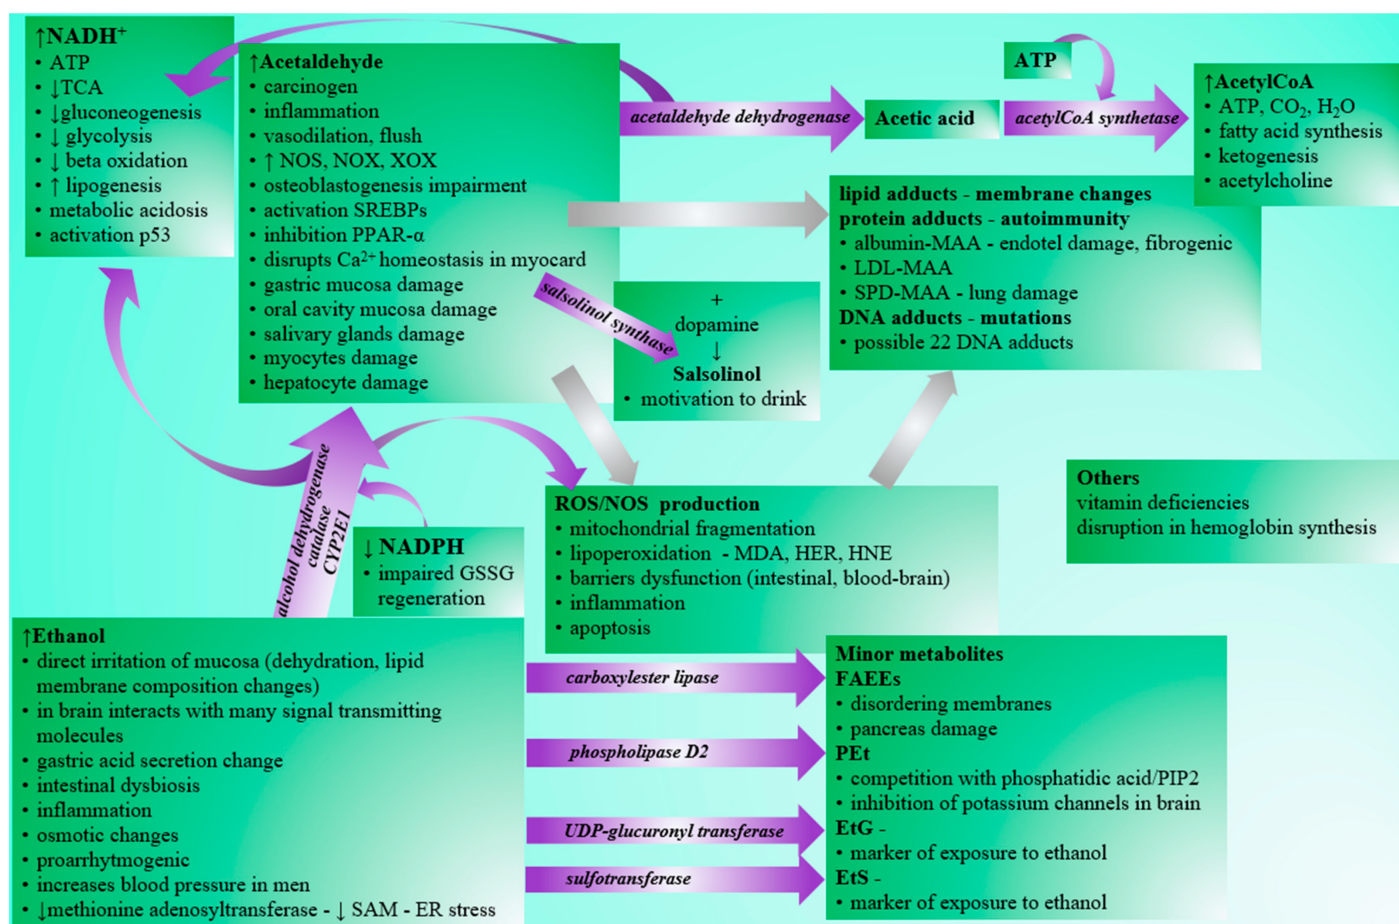 ↑NADH⁺
• ATP
• ↓TCA
• ↓gluconeogenesis
• ↓ glycolysis
• ↓ beta oxidation
• ↑ lipogenesis
• metabolic acidosis
• activation p53
↑Acetaldehyde
• carcinogen
• inflammation
• vasodilation, flush
• ↑ NOS, NOX, XOX
• osteoblastogenesis impairment
• activation SREBPs
• inhibition PPAR-α
• disrupts Ca²⁺ homeostasis in myocard
• gastric mucosa damage
• oral cavity mucosa damage
• salivary glands damage
• myocytes damage
• hepatocyte damage
acetaldehyde dehydrogenase
Acetic acid
ATP
acetylCoA synthetase
↑AcetylCoA
• ATP, CO₂, H₂O
• fatty acid synthesis
• ketogenesis
• acetylcholine
lipid adducts - membrane changes
protein adducts - autoimmunity
• albumin-MAA - endotel damage, fibrogenic
• LDL-MAA
• SPD-MAA - lung damage
DNA adducts - mutations
• possible 22 DNA adducts
salsolinol synthase
+
dopamine
↓
Salsolinol
• motivation to drink
alcohol dehydrogenase
catalase
CYP2E1
↓ NADPH
• impaired GSSG
regeneration
ROS/NOS production
• mitochondrial fragmentation
• lipoperoxidation - MDA, HER, HNE
• barriers dysfunction (intestinal, blood-brain)
• inflammation
• apoptosis
Others
vitamin deficiencies
disruption in hemoglobin synthesis
↑Ethanol
• direct irritation of mucosa (dehydration, lipid
membrane composition changes)
• in brain interacts with many signal transmitting
molecules
• gastric acid secretion change
• intestinal dysbiosis
• inflammation
• osmotic changes
• proarrhytmogenic
• increases blood pressure in men
• ↓methionine adenosyltransferase - ↓ SAM - ER stress
carboxylester lipase
phospholipase D2
UDP-glucuronyl transferase
sulfotransferase
Minor metabolites
FAEEs
• disordering membranes
• pancreas damage
PEt
• competition with phosphatidic acid/PIP2
• inhibition of potassium channels in brain
EtG -
• marker of exposure to ethanol
EtS -
• marker of exposure to ethanol